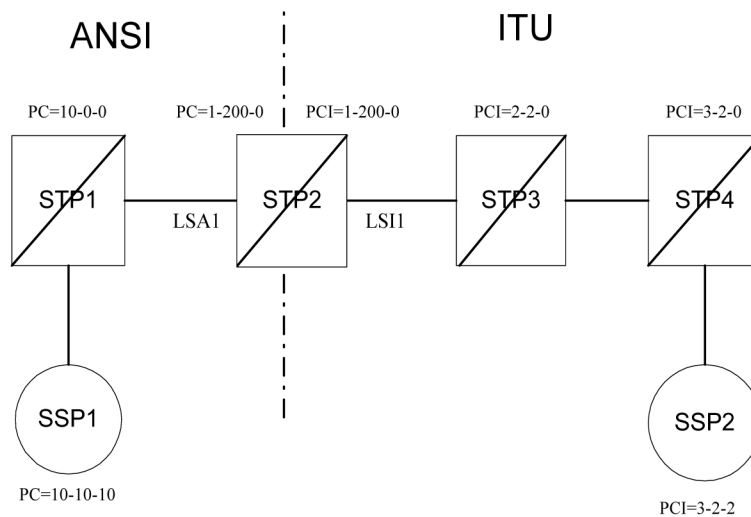 ANSI
ITU
PC=10-0-0
PC=1-200-0
PCI=1-200-0
PCI=2-2-0
PCI=3-2-0
STP1
STP2
STP3
STP4
LSA1
LSI1
SSP1
SSP2
PC=10-10-10
PCI=3-2-2